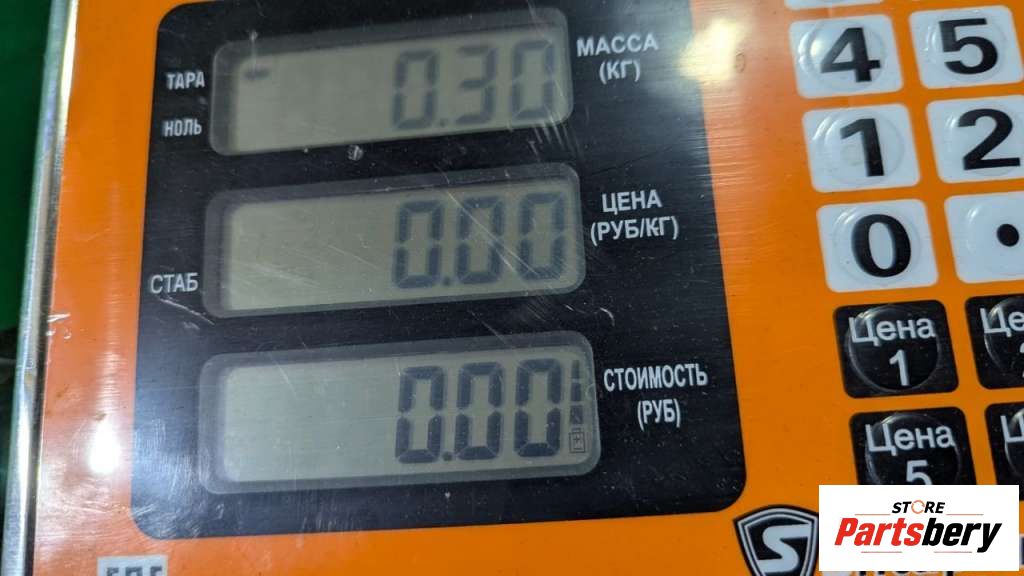 ТАРА
НОЛЬ
0.30
МАССА
(КГ)
СТАБ
0.00
ЦЕНА
(РУБ/КГ)
0.00
СТОИМОСТЬ
(РУБ)
4 5
1 2
0 .
Цена
1
Цена
5
S
STORE
Partsbery